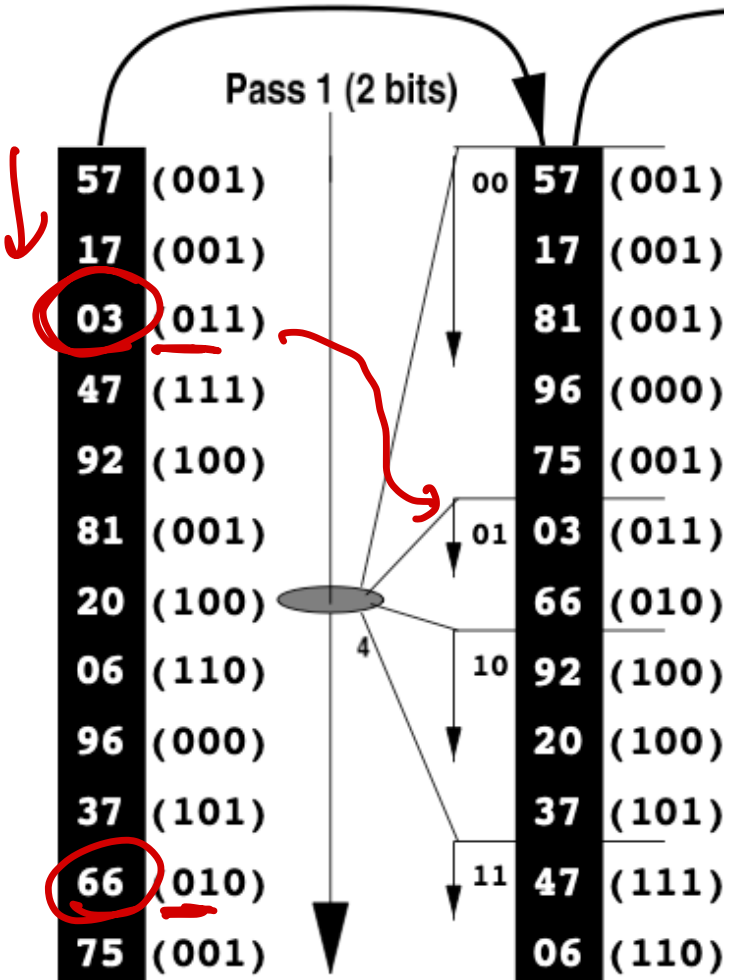 Pass 1 (2 bits)
57 (001) 00 57 (001)
17 (001) 17 (001)
03 (011) 81 (001)
47 (111) 96 (000)
92 (100) 75 (001)
81 (001) 01 03 (011)
20 (100) 66 (010)
4
06 (110) 10 92 (100)
96 (000) 20 (100)
37 (101) 37 (101)
66 (010) 11 47 (111)
75 (001) 06 (110)